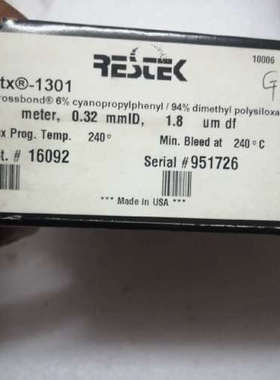 RESTEK
10006
tx®-1301
rossbond® 6% cyanopropylphenyl / 94% dimethyl polysiloxa
meter, 0.32 mmID, 1.8 um df
x Prog. Temp. 240° Min. Bleed at 240° C
t. # 16092 Serial # 951726
*** Made in USA ***